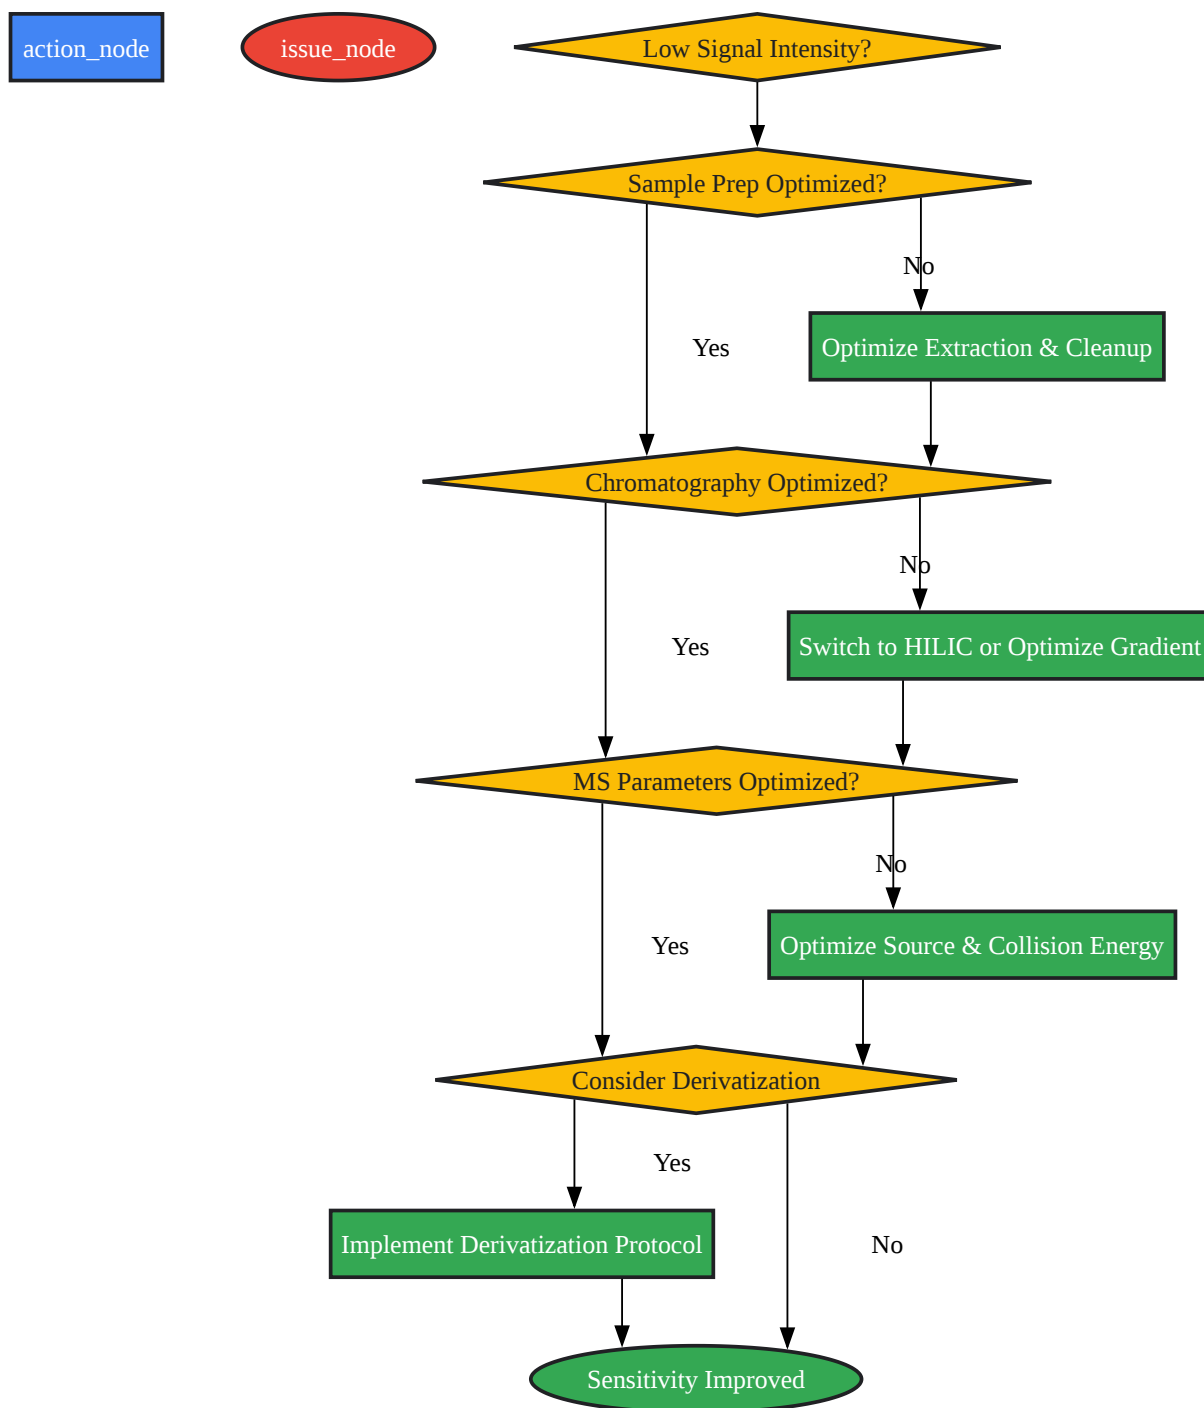 action_node
issue_node
Low Signal Intensity?
Sample Prep Optimized?
No
Yes
Optimize Extraction & Cleanup
Chromatography Optimized?
No
Yes
Switch to HILIC or Optimize Gradient
MS Parameters Optimized?
No
Yes
Optimize Source & Collision Energy
Consider Derivatization
Yes
Implement Derivatization Protocol
No
Sensitivity Improved